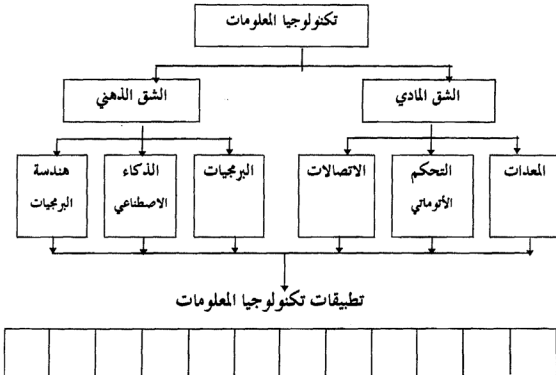 تكنولوجيا المعلومات
الشق المادي
الشق الذهني
المعدات
التحكم
الأتوماتي
الاتصالات
البرمجيات
الذكاء
الاصطناعي
هندسة
البرمجيات
تطبيقات تكنولوجيا المعلومات